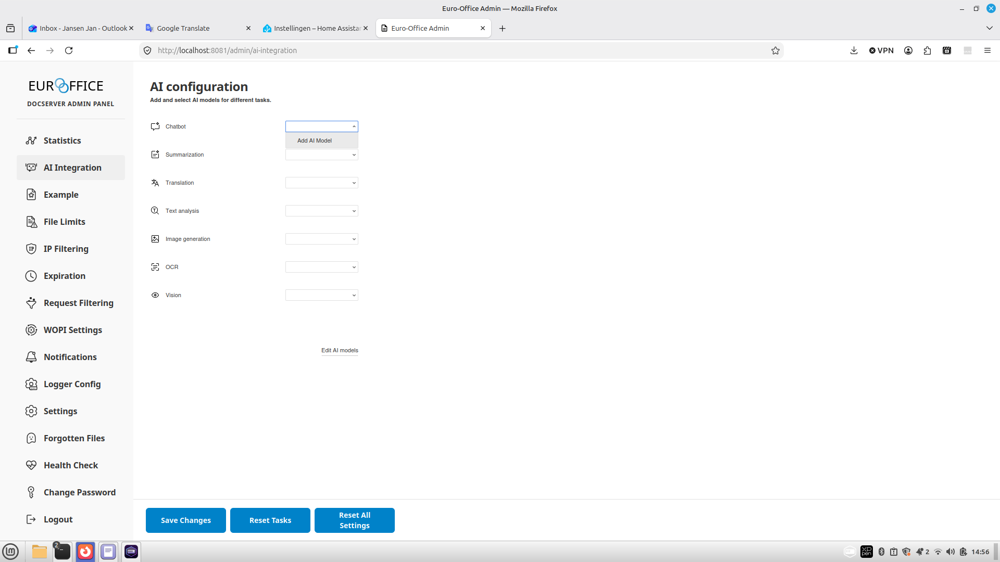 Euro-Office Admin — Mozilla Firefox
Inbox - Jansen Jan - Outlook
Google Translate
Instellingen – Home Assistan
Euro-Office Admin
http://localhost:8081/admin/ai-integration
VPN
EUROFFICE
DOCSERVER ADMIN PANEL
Statistics
AI Integration
Example
File Limits
IP Filtering
Expiration
Request Filtering
WOPI Settings
Notifications
Logger Config
Settings
Forgotten Files
Health Check
Change Password
Logout
AI configuration
Add and select AI models for different tasks.
Chatbot
Add AI Model
Summarization
Translation
Text analysis
Image generation
OCR
Vision
Edit AI models
Save Changes
Reset Tasks
Reset All
Settings
2
XP
pen
2
14:56